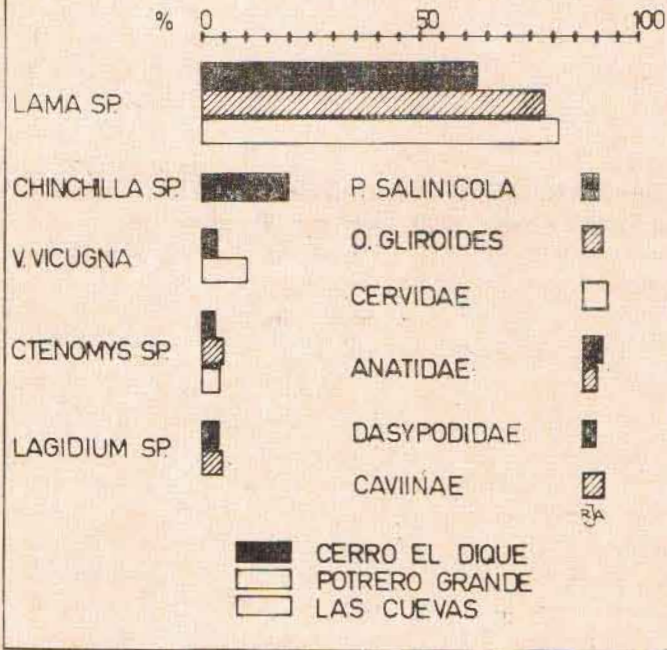 % 0 50 100
LAMA SP.
CHINCHILLA SP. P. SALINICOLA
O. GLIROIDES
V. VICUGNA
CERVIDAE
CTENOMYS SP. ANATIDAE
LAGIDIUM SP. DASYPODIDAE
CAVIINAE
CERRO EL DIQUE
POTRERO GRANDE
LAS CUEVAS